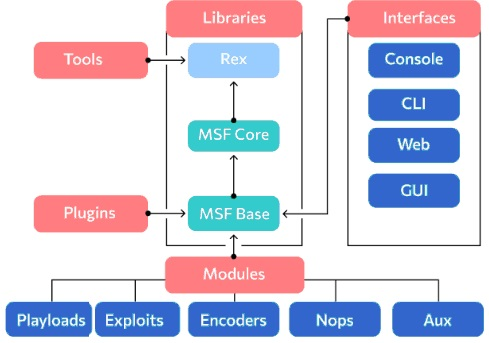 Libraries
Interfaces
Tools
Rex
Console
CLI
MSF Core
Web
GUI
Plugins
MSF Base
Modules
Playloads
Exploits
Encoders
Nops
Aux